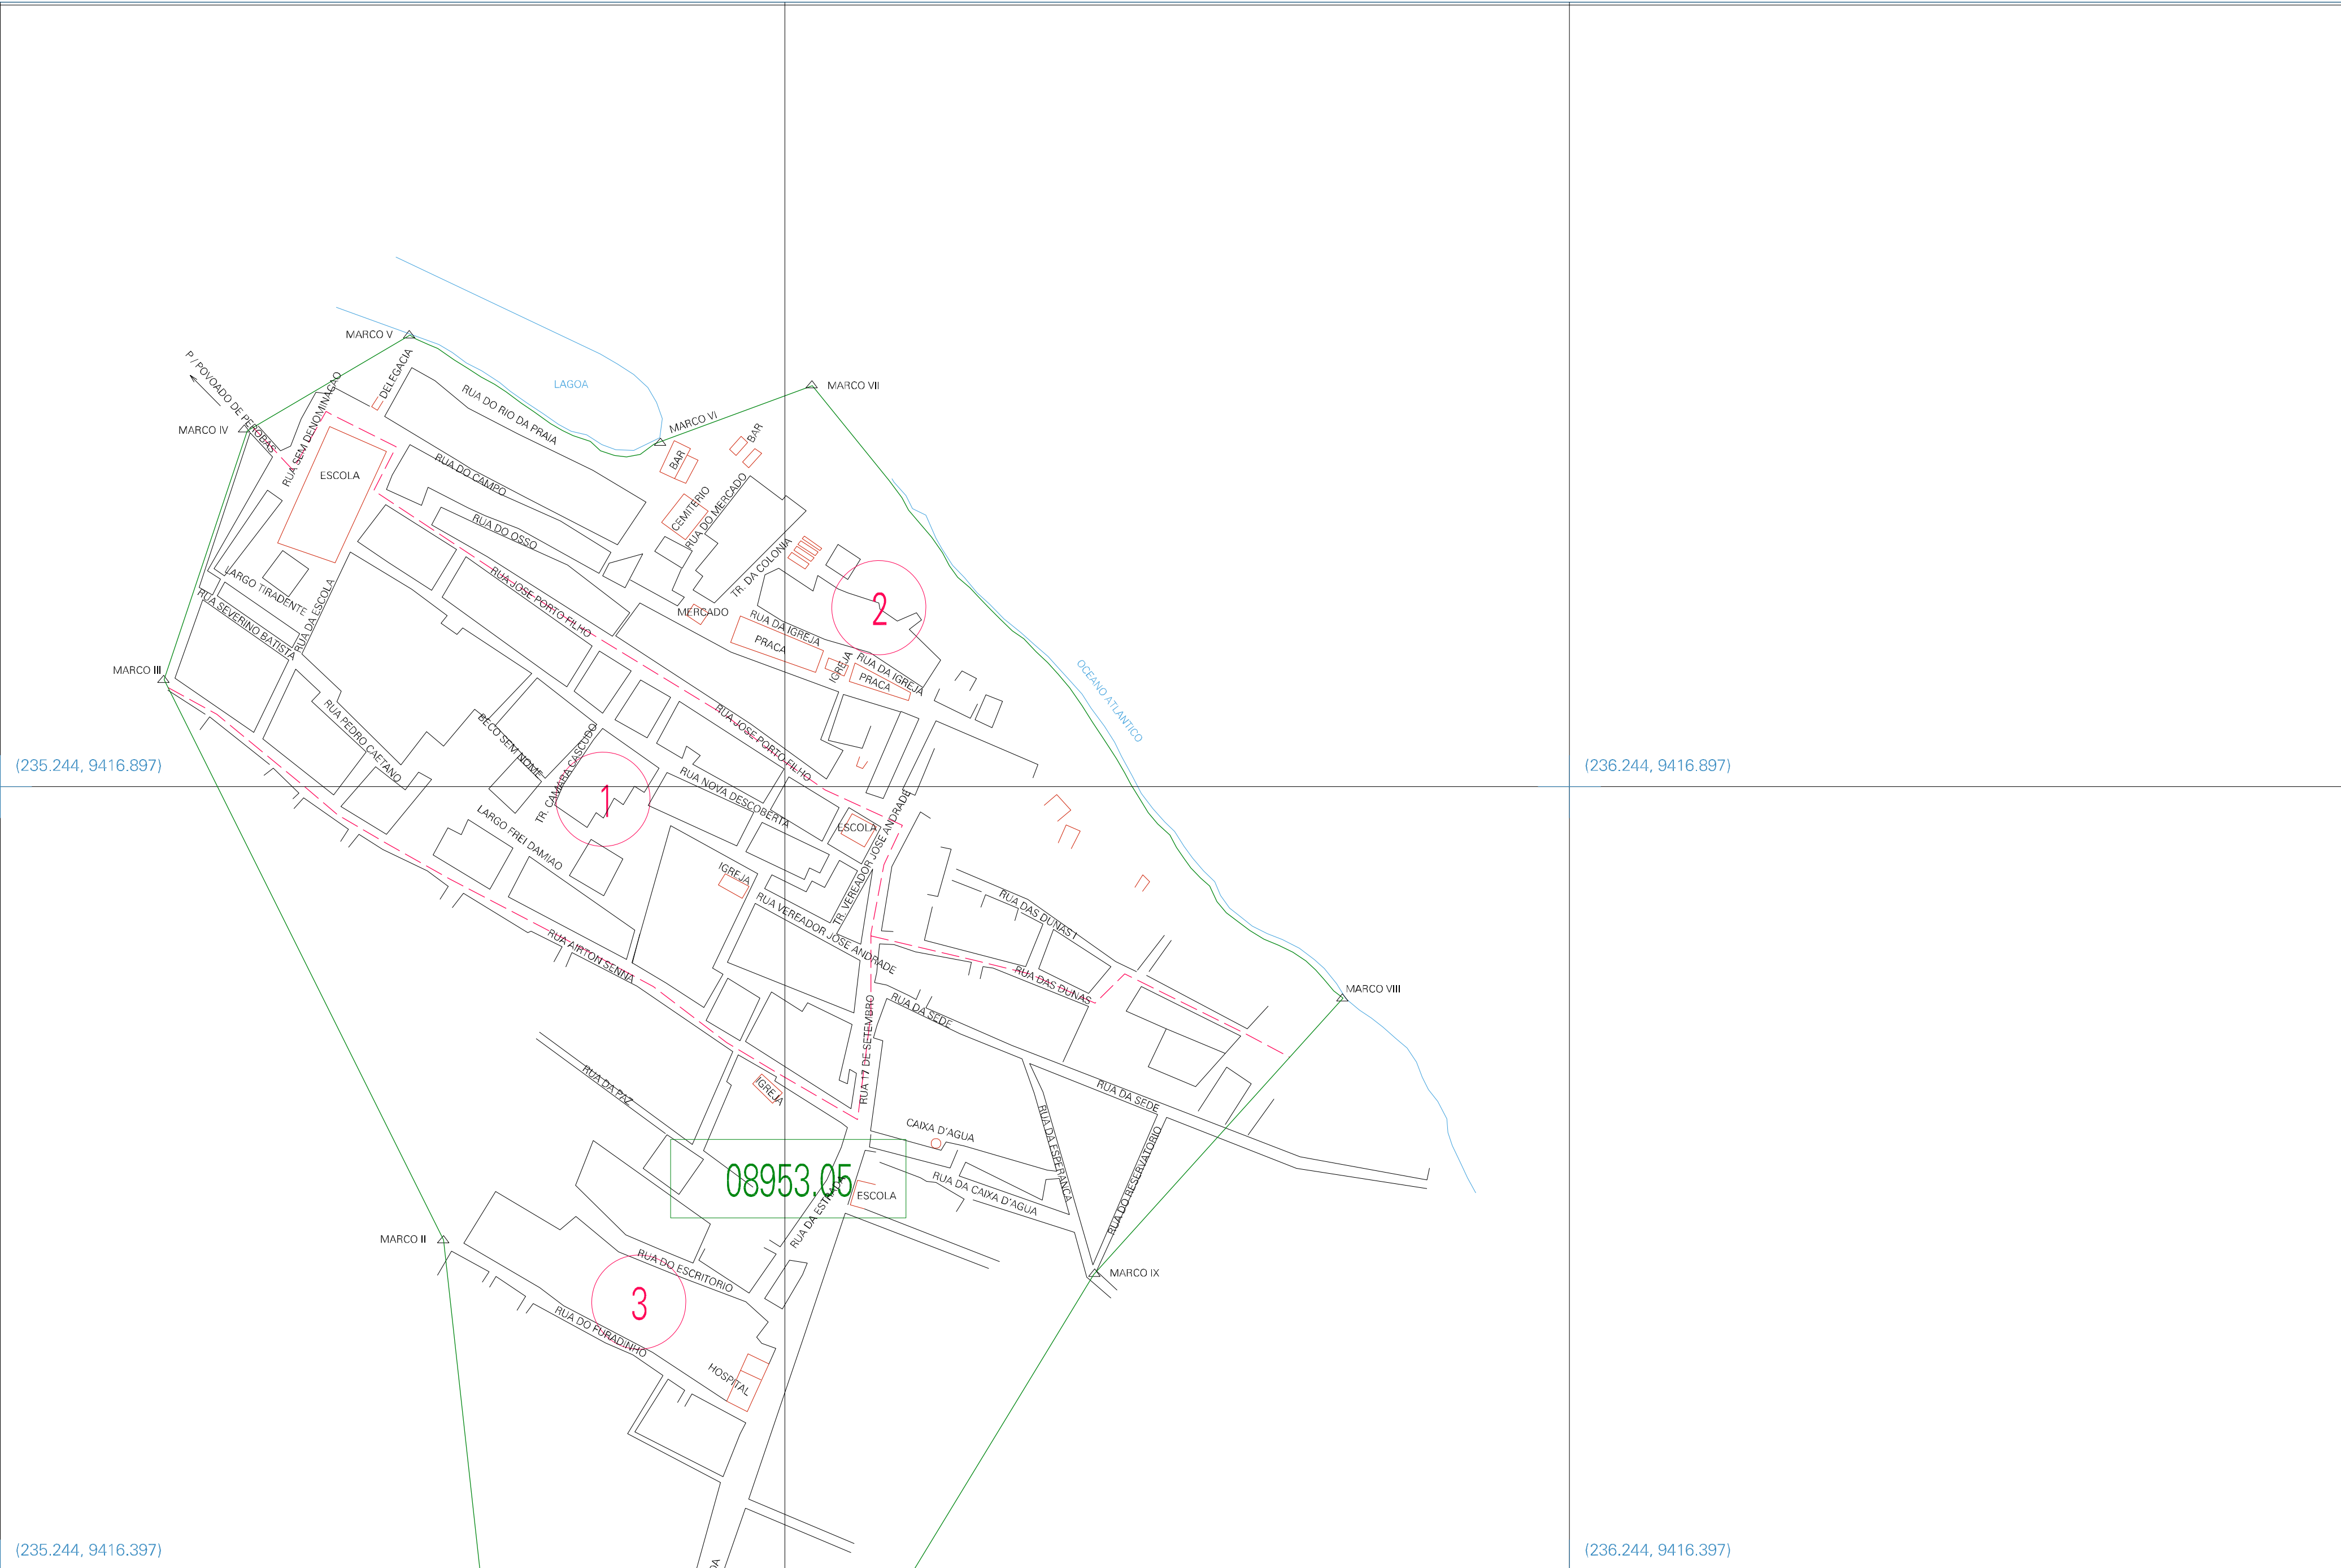 MARCO V
P / POVOADO DE PEROBAS
DELEGACIA
LAGOA
MARCO VII
RUA DO RIO DA PRAIA
MARCO VI
MARCO IV
RUA SEM DENOMINACAO
BAR
BAR
ESCOLA
RUA DO CAMPO
CEMITERIO
RUA DO MERCADO
RUA DO OSSO
TR. DA COLONIA
LARGO TIRADENTE
RUA JOSE PORTO FILHO
2
RUA SEVERINO BATISTA
RUA DA ESCOLA
MERCADO
RUA DA IGREJA
PRACA
IGREJA
RUA DA IGREJA
PRACA
MARCO III
OCEANO ATLANTICO
RUA PEDRO CAETANO
BECO SEM NOME
TR. CAMARA CASCUDO
RUA JOSE PORTO FILHO
(235.244, 9416.897)
(236.244, 9416.897)
RUA NOVA DESCOBERTA
1
LARGO FREI DAMIAO
ESCOLA
TR. VEREADOR JOSE ANDRADE
IGREJA
RUA VEREADOR JOSE ANDRADE
RUA DAS DUNAS1
RUA AIRTON SENNA
RUA DAS DUNAS
MARCO VIII
RUA DA SEDE
RUA 17 DE SETEMBRO
RUA DA PAZ
IGREJA
RUA DA SEDE
CAIXA D'AGUA
RUA DA ESPERANCA
RUA DO RESERVATORIO
08953.05
RUA DA ESTRADA
ESCOLA
RUA DA CAIXA D'AGUA
MARCO II
RUA DO ESCRITORIO
MARCO IX
3
RUA DO FURADINHO
HOSPITAL
(235.244, 9416.397)
(236.244, 9416.397)